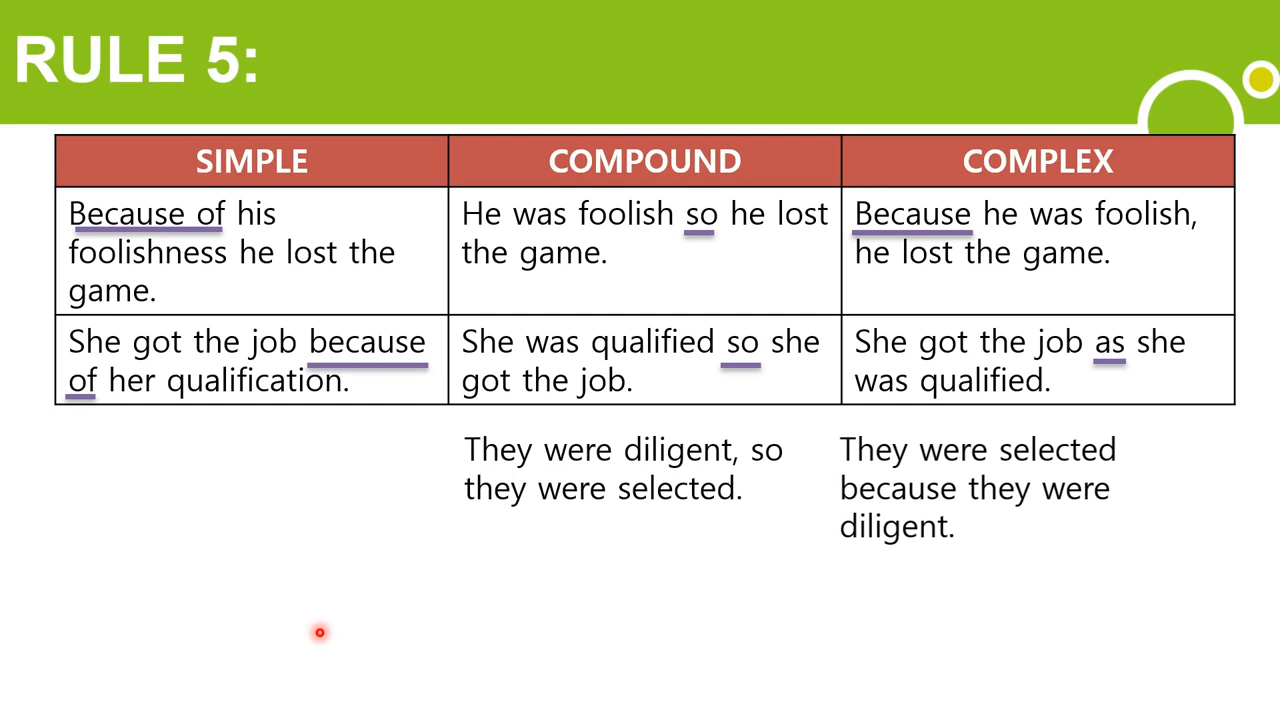 RULE 5:
SIMPLE
COMPOUND
COMPLEX
Because of his
foolishness he lost the
game.
He was foolish so he lost
the game.
Because he was foolish,
he lost the game.
She got the job because
of her qualification.
She was qualified so she
got the job.
She got the job as she
was qualified.
They were diligent, so
they were selected.
They were selected
because they were
diligent.